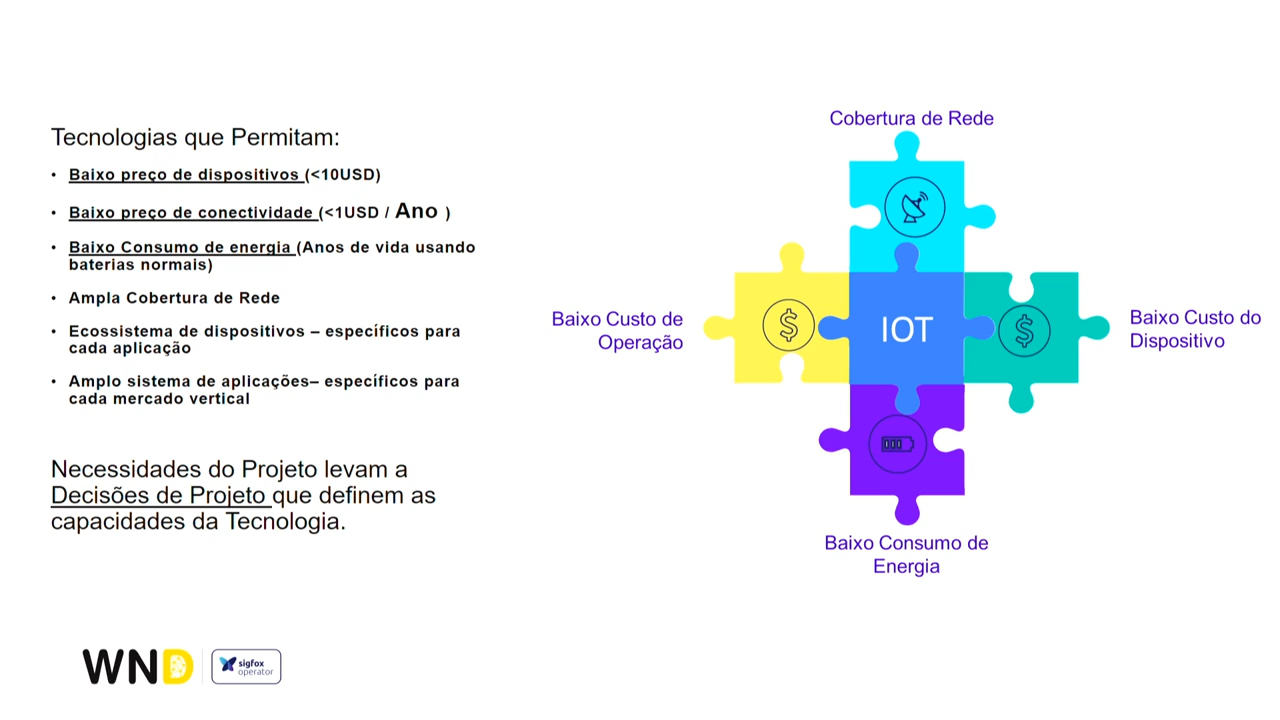 Tecnologias que Permitam:
• Baixo preço de dispositivos (<10USD)
• Baixo preço de conectividade (<1USD / Ano )
• Baixo Consumo de energia (Anos de vida usando
baterias normais)
• Ampla Cobertura de Rede
• Ecossistema de dispositivos – específicos para
cada aplicação
• Amplo sistema de aplicações– específicos para
cada mercado vertical
Necessidades do Projeto levam a
Decisões de Projeto que definem as
capacidades da Tecnologia.
Cobertura de Rede
Baixo Custo de
Operação
$
IOT
$
Baixo Custo do
Dispositivo
Baixo Consumo de
Energia
WND
sigfox
operator